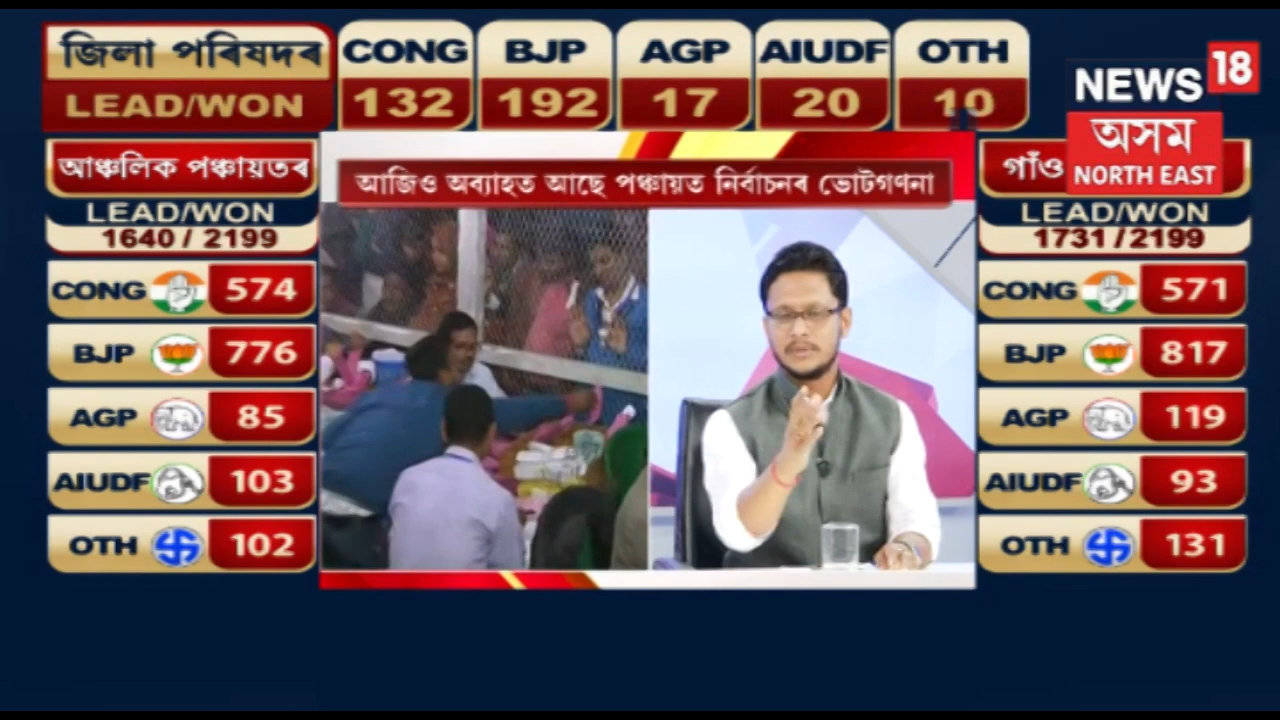 জিলা পৰিষদৰ
LEAD/WON
CONG BJP AGP AIUDF OTH
132 192 17 20 10
NEWS 18
অসম
NORTH EAST
আঞ্চলিক পঞ্চায়তৰ
LEAD/WON
1640 / 2199
CONG 574
BJP 776
AGP 85
AIUDF 103
OTH 102
আজিও অব্যাহত আছে পঞ্চায়ত নিৰ্বাচনৰ ভোটগণনা
গাঁও
LEAD/WON
1731 / 2199
CONG 571
BJP 817
AGP 119
AIUDF 93
OTH 131